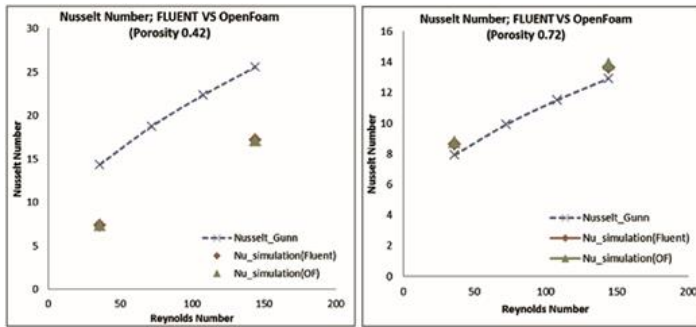 Nusselt Number; FLUENT VS OpenFoam
(Porosity 0.42)
30
25
20
15
10
5
0
Nusselt Number
Nusselt_Gunn
Nu_simulation(Fluent)
Nu_simulation(OF)
0 50 100 150 200
Reynolds Number
Nusselt Number; FLUENT VS OpenFoam
(Porosity 0.72)
16
14
12
10
8
6
4
2
0
Nusselt Number
Nusselt_Gunn
Nu_simulation(Fluent)
Nu_simulation(OF)
0 50 100 150 200
Reynolds Number